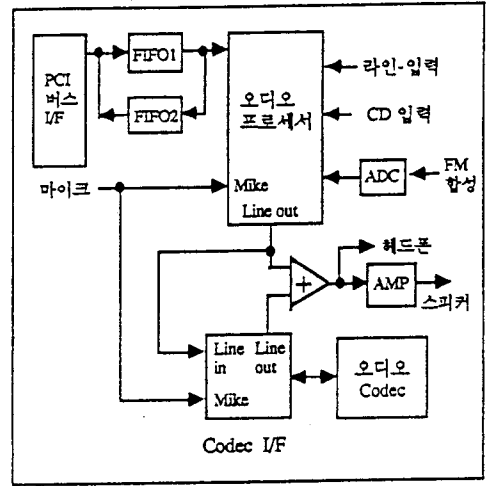 PCI
버스
I/F
FIFO1
FIFO2
오디오
프로세서
Mike
Line out
라인-입력
CD 입력
ADC
FM
합성
마이크
헤드폰
+
AMP
스피커
Line
in
Line
out
Mike
오디오
Codec
Codec I/F